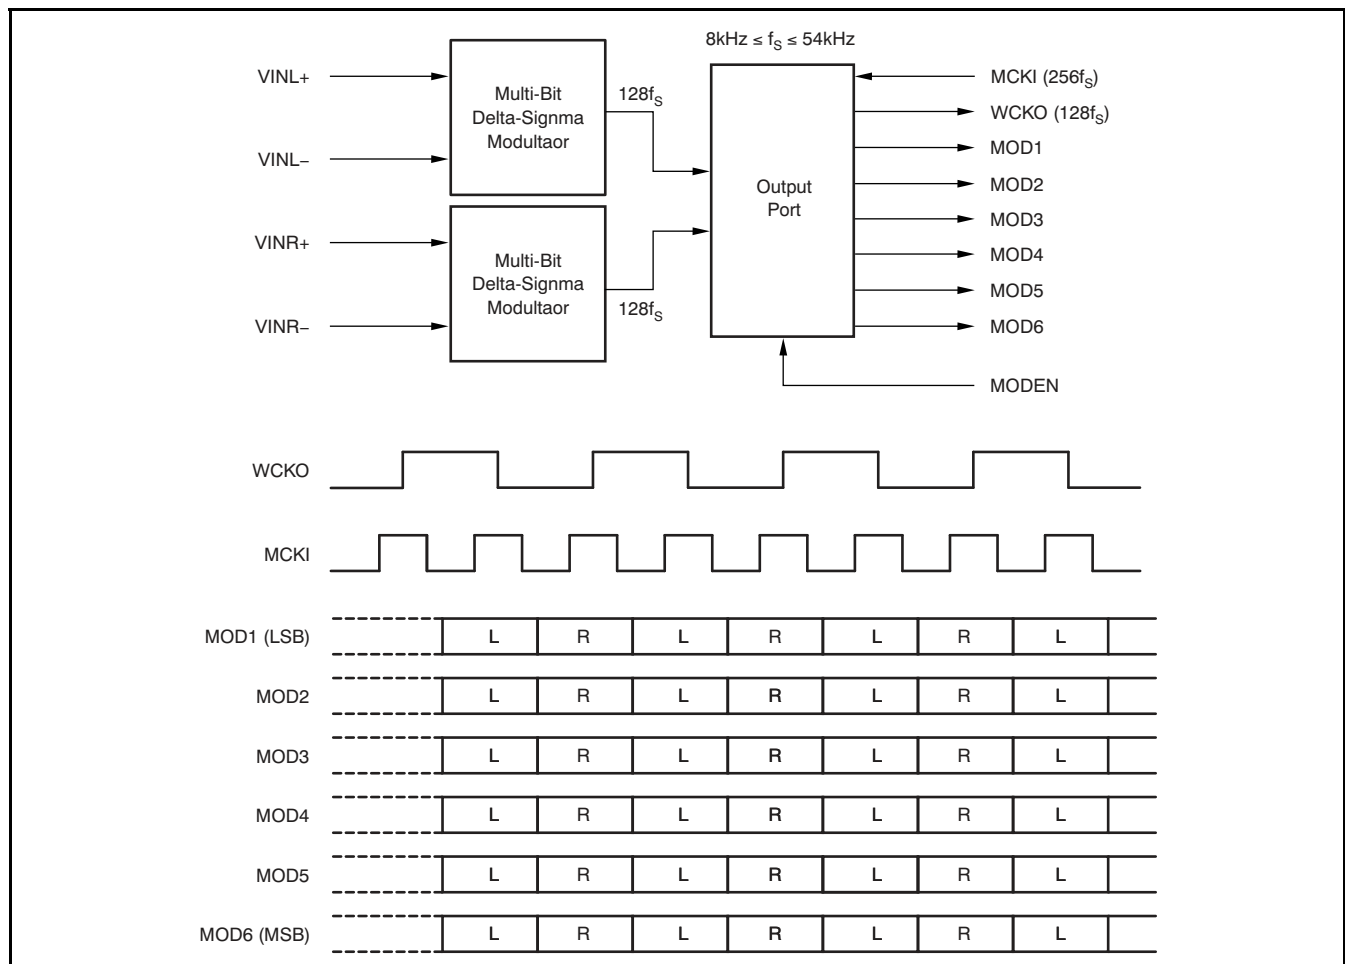 8kHz ≤ fS ≤ 54kHz
VINL+
VINL−
VINR+
VINR−
Multi-Bit
Delta-Signma
Modultaor
128fS
Multi-Bit
Delta-Signma
Modultaor
128fS
Output
Port
MCKI (256fS)
WCKO (128fS)
MOD1
MOD2
MOD3
MOD4
MOD5
MOD6
MODEN
WCKO
MCKI
MOD1 (LSB) L R L R L R L
MOD2 L R L R L R L
MOD3 L R L R L R L
MOD4 L R L R L R L
MOD5 L R L R L R L
MOD6 (MSB) L R L R L R L